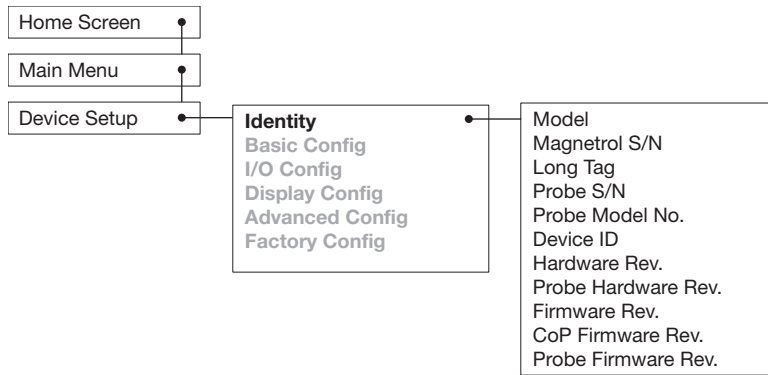 Home Screen
Main Menu
Device Setup
Identity
Basic Config
I/O Config
Display Config
Advanced Config
Factory Config
Model
Magnetrol S/N
Long Tag
Probe S/N
Probe Model No.
Device ID
Hardware Rev.
Probe Hardware Rev.
Firmware Rev.
CoP Firmware Rev.
Probe Firmware Rev.